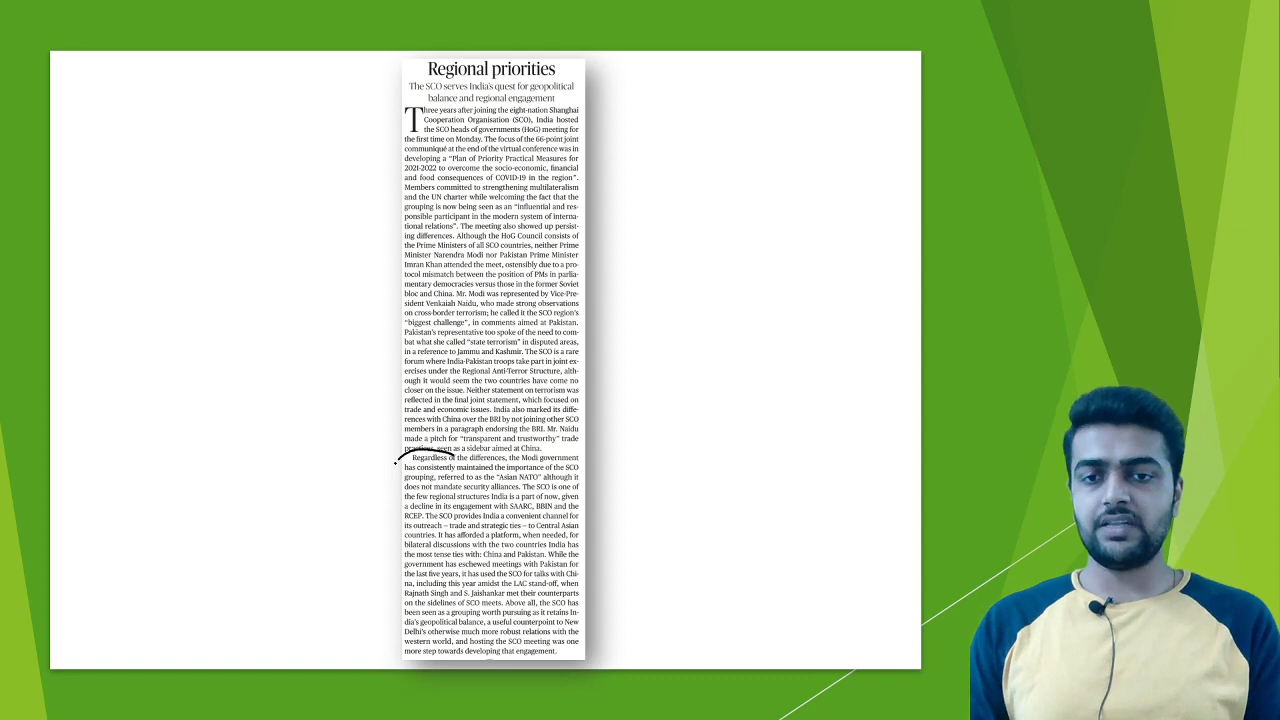 Regional priorities
The SCO serves India's quest for geopolitical
balance and regional engagement
Three years after joining the eight-nation Shanghai
Cooperation Organisation (SCO), India hosted
the SCO heads of governments (HoG) meeting for
the first time on Monday. The focus of the 66-point joint
communiqué at the end of the virtual conference was in
developing a “Plan of Priority Practical Measures for
2021-2022 to overcome the socio-economic, financial
and food consequences of COVID-19 in the region”.
Members committed to strengthening multilateralism
and the UN charter while welcoming the fact that the
grouping is now being seen as an “influential and res-
ponsible participant in the modern system of interna-
tional relations”. The meeting also showed up persist-
ing differences. Although the HoG Council consists of
the Prime Ministers of all SCO countries, neither Prime
Minister Narendra Modi nor Pakistan Prime Minister
Imran Khan attended the meet, ostensibly due to a pro-
tocol mismatch between the position of PMs in parlia-
mentary democracies versus those in the former Soviet
bloc and China. Mr. Modi was represented by Vice-Pre-
sident Venkaiah Naidu, who made strong observations
on cross-border terrorism; he called it the SCO region's
“biggest challenge”, in comments aimed at Pakistan.
Pakistan's representative too spoke of the need to com-
bat what she called “state terrorism” in disputed areas,
in a reference to Jammu and Kashmir. The SCO is a rare
forum where India-Pakistan troops take part in joint ex-
ercises under the Regional Anti-Terror Structure, alth-
ough it would seem the two countries have come no
closer on the issue. Neither statement on terrorism was
reflected in the final joint statement, which focused on
trade and economic issues. India also marked its diffe-
rences with China over the BRI by not joining other SCO
members in a paragraph endorsing the BRI. Mr. Naidu
made a pitch for “transparent and trustworthy” trade
practices, seen as a sidebar aimed at China.
Regardless of the differences, the Modi government
has consistently maintained the importance of the SCO
grouping, referred to as the “Asian NATO” although it
does not mandate security alliances. The SCO is one of
the few regional structures India is a part of now, given
a decline in its engagement with SAARC, BBIN and the
RCEP. The SCO provides India a convenient channel for
its outreach – trade and strategic ties – to Central Asian
countries. It has afforded a platform, when needed, for
bilateral discussions with the two countries India has
the most tense ties with: China and Pakistan. While the
government has eschewed meetings with Pakistan for
the last five years, it has used the SCO for talks with Chi-
na, including this year amidst the LAC stand-off, when
Rajnath Singh and S. Jaishankar met their counterparts
on the sidelines of SCO meets. Above all, the SCO has
been seen as a grouping worth pursuing as it retains In-
dia's geopolitical balance, a useful counterpoint to New
Delhi's otherwise much more robust relations with the
western world, and hosting the SCO meeting was one
more step towards developing that engagement.